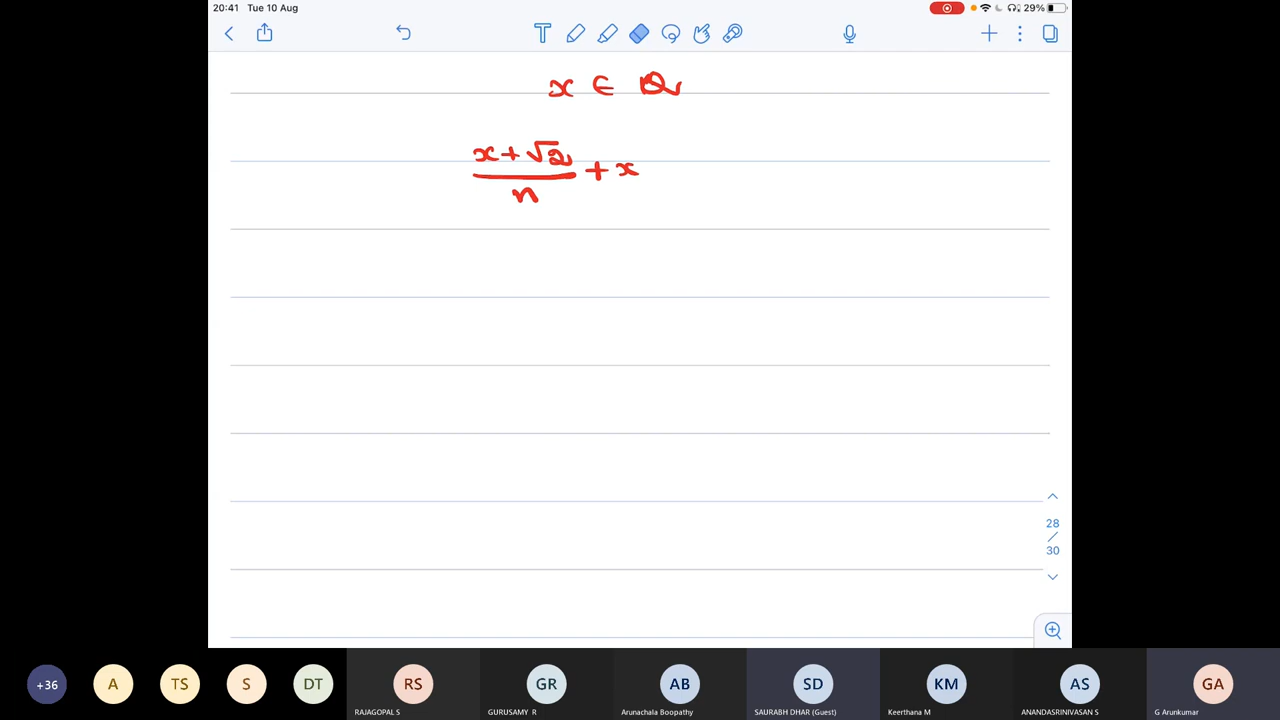 20:41 Tue 10 Aug 29%
T
x ∈ ℚ
x + √2 / n + x
28
/
30
+36 A TS S DT RS GR AB SD KM AS GA
RAJAGOPAL S GURUSAMY R Arunachala Boopathy SAURABH DHAR (Guest) Keerthana M ANANDASRINIVASAN S G Arunkumar